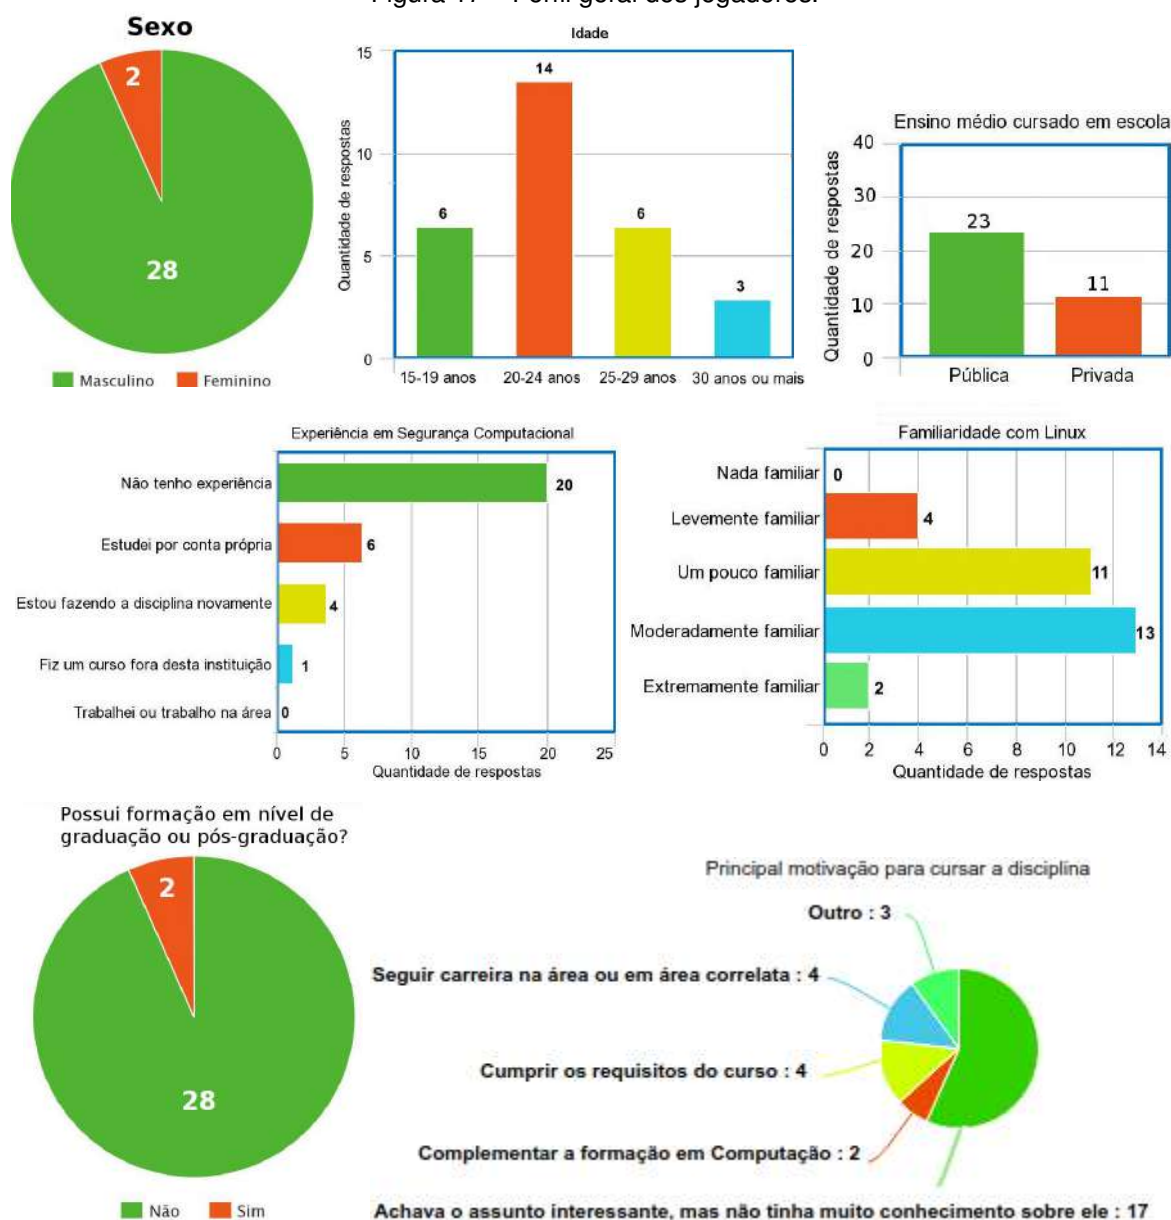 Figura 17 – Perfil geral dos jogadores.
Sexo
2
28
Masculino Feminino
Idade
Quantidade de respostas
15
10
5
0
6
14
6
3
15-19 anos 20-24 anos 25-29 anos 30 anos ou mais
Ensino médio cursado em escola
Quantidade de respostas
40
30
20
10
0
23
11
Pública Privada
Experiência em Segurança Computacional
Não tenho experiência 20
Estudei por conta própria 6
Estou fazendo a disciplina novamente 4
Fiz um curso fora desta instituição 1
Trabalhei ou trabalho na área 0
0 5 10 15 20 25
Quantidade de respostas
Familiaridade com Linux
Nada familiar 0
Levemente familiar 4
Um pouco familiar 11
Moderadamente familiar 13
Extremamente familiar 2
0 2 4 6 8 10 12 14
Quantidade de respostas
Possui formação em nível de
graduação ou pós-graduação?
2
28
Não Sim
Principal motivação para cursar a disciplina
Outro : 3
Seguir carreira na área ou em área correlata : 4
Cumprir os requisitos do curso : 4
Complementar a formação em Computação : 2
Achava o assunto interessante, mas não tinha muito conhecimento sobre ele : 17